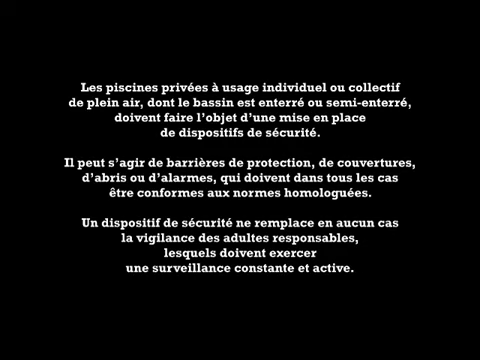 Les piscines privées à usage individuel ou collectif
de plein air, dont le bassin est enterré ou semi-enterré,
doivent faire l'objet d'une mise en place
de dispositifs de sécurité.
Il peut s'agir de barrières de protection, de couvertures,
d'abris ou d'alarmes, qui doivent dans tous les cas
être conformes aux normes homologuées.
Un dispositif de sécurité ne remplace en aucun cas
la vigilance des adultes responsables,
lesquels doivent exercer
une surveillance constante et active.